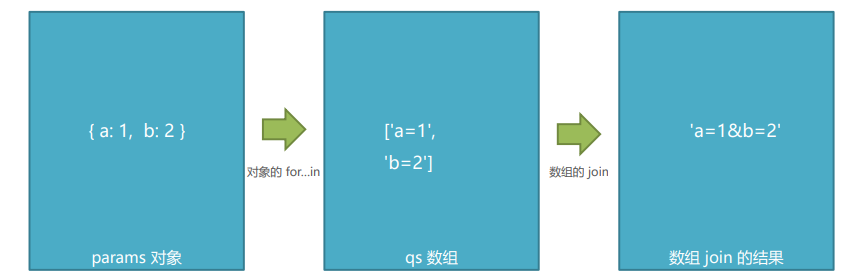 { a: 1,  b: 2 }
params 对象
对象的 for...in
['a=1',
'b=2']
qs 数组
数组的 join
'a=1&b=2'
数组 join 的结果